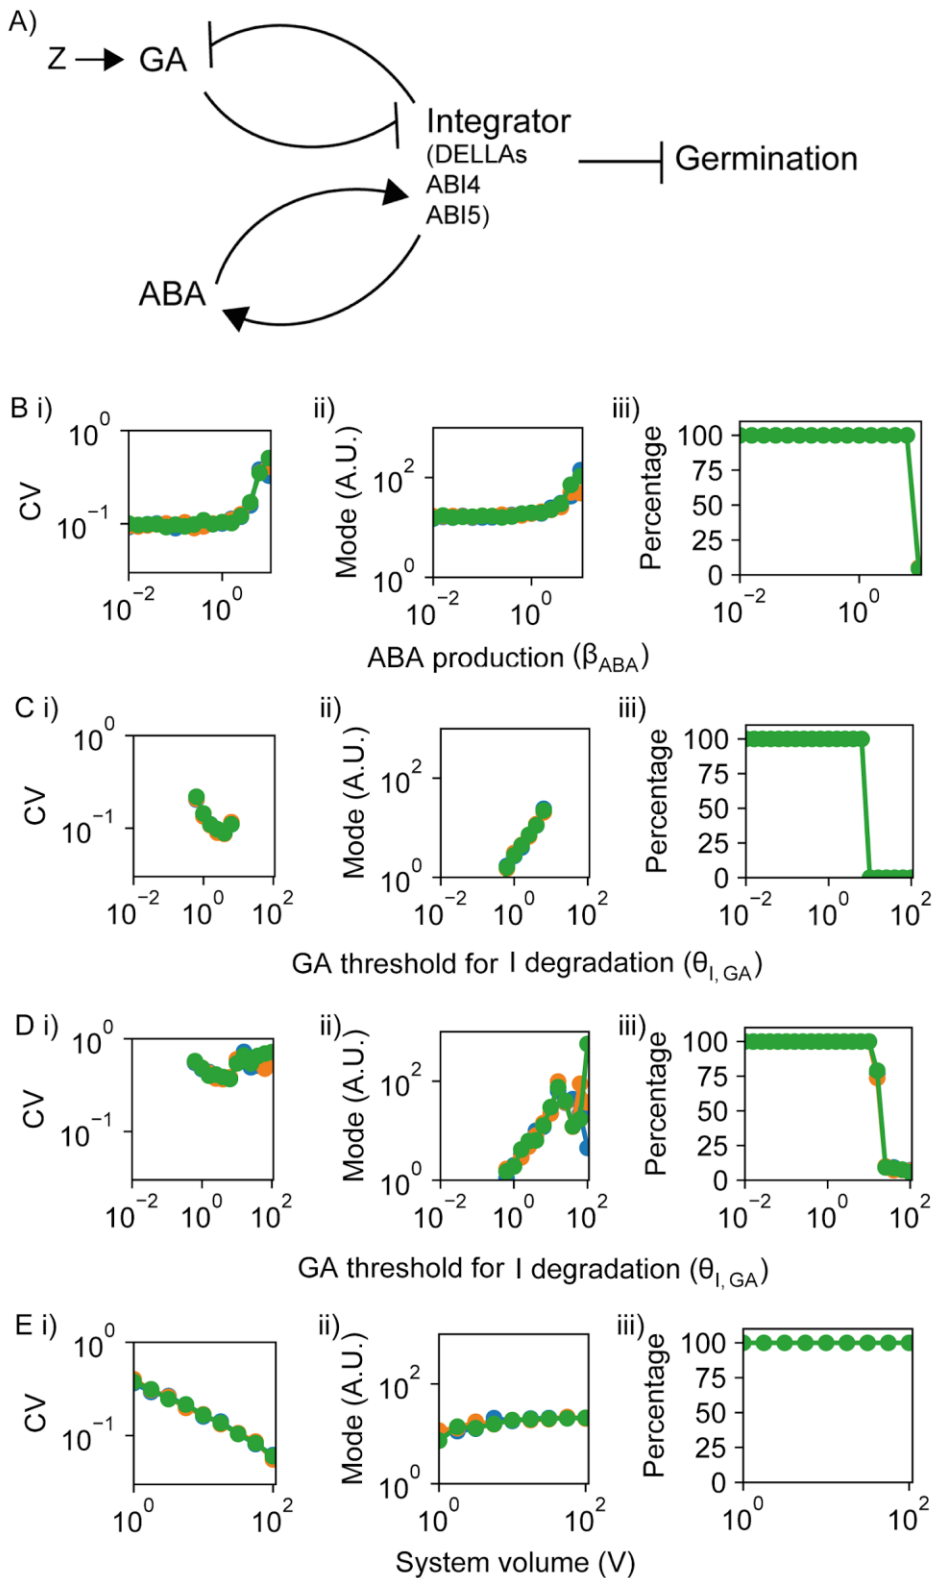 A)
Z GA
Integrator
(DELLAs
ABI4
ABI5)
Germination
ABA
B i) ii) iii)
CV
10^0
10^-1
10^-2 10^0
Mode (A.U.)
10^2
10^0
10^-2 10^0
Percentage
100
75
50
25
0
10^-2 10^0
ABA production (β_ABA)
C i) ii) iii)
CV
10^0
10^-1
10^-2 10^0 10^2
Mode (A.U.)
10^2
10^0
10^-2 10^0 10^2
Percentage
100
75
50
25
0
10^-2 10^0 10^2
GA threshold for I degradation (θ_I, GA)
D i) ii) iii)
CV
10^0
10^-1
10^-2 10^0 10^2
Mode (A.U.)
10^2
10^0
10^-2 10^0 10^2
Percentage
100
75
50
25
0
10^-2 10^0 10^2
GA threshold for I degradation (θ_I, GA)
E i) ii) iii)
CV
10^0
10^-1
10^0 10^2
Mode (A.U.)
10^2
10^0
10^0 10^2
Percentage
100
75
50
25
0
10^0 10^2
System volume (V)